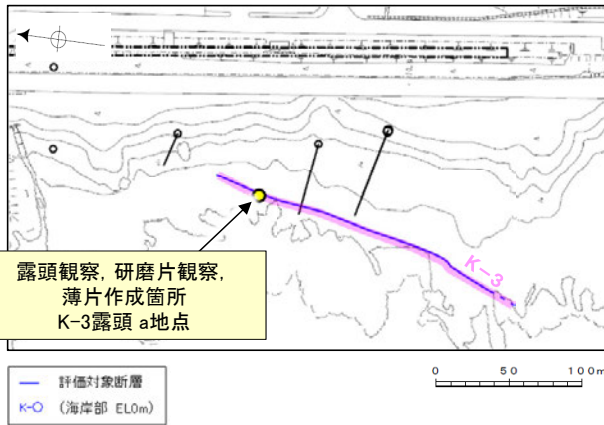 露頭観察, 研磨片観察,
薄片作成箇所
K-3露頭 a地点
K-3
評価対象断層
K-O (海岸部 EL0m)
0 50 100m